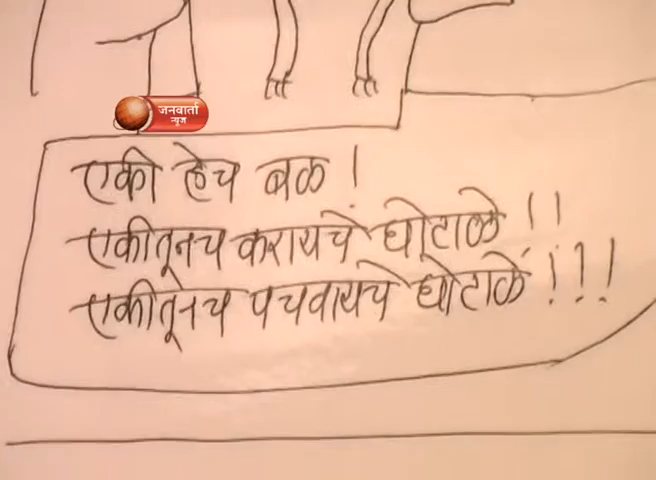 जनवार्ता
न्यूज
एकी हेच बळ !
एकीतूनच करायचे घोटाळे !!
एकीतूनच पचवायचे घोटाळे !!!